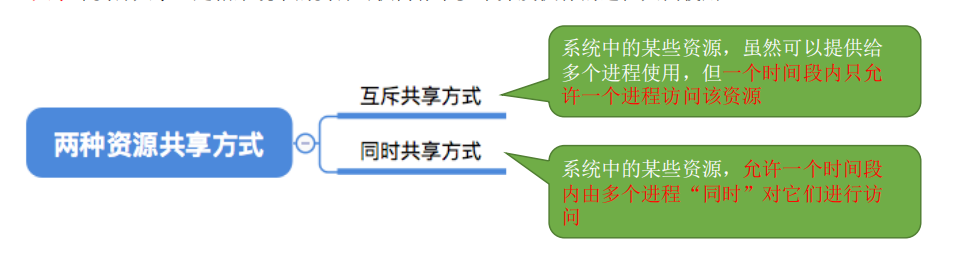 两种资源共享方式
互斥共享方式
系统中的某些资源，虽然可以提供给
多个进程使用，但一个时间段内只允
许一个进程访问该资源
同时共享方式
系统中的某些资源，允许一个时间段
内由多个进程“同时”对它们进行访
问